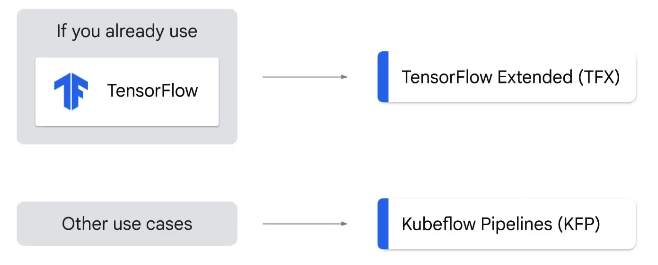 If you already use
TensorFlow
TensorFlow Extended (TFX)
Other use cases
Kubeflow Pipelines (KFP)